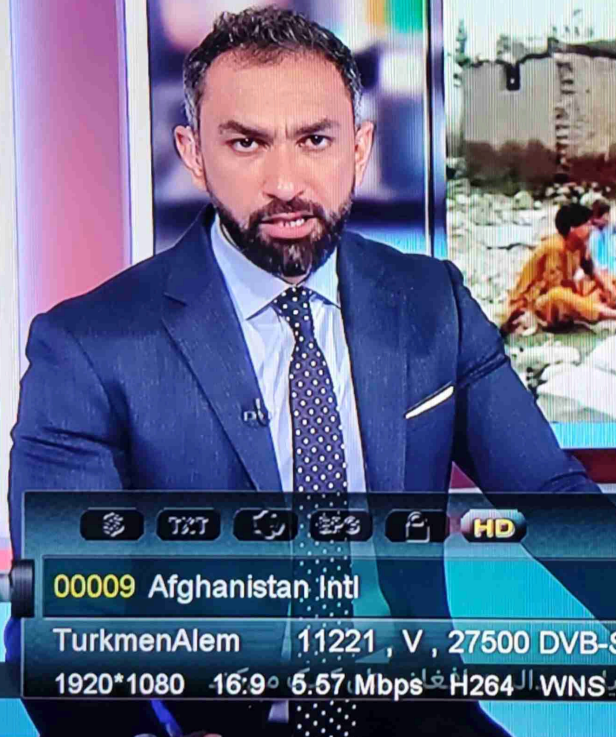 TXT EPG HD
00009 Afghanistan Intl
TurkmenAlem 11221 , V , 27500 DVB-S
1920*1080 16:9 5.57 Mbps H264 WNS